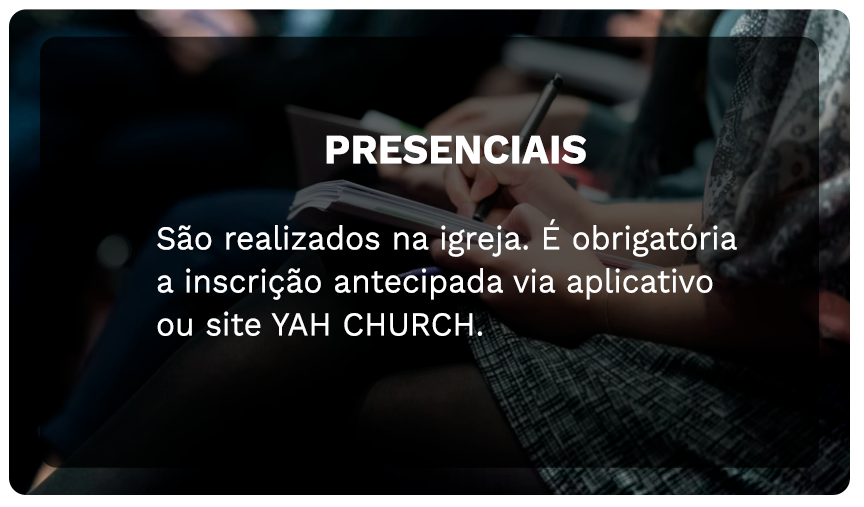 PRESENCIAIS
São realizados na igreja. É obrigatória
a inscrição antecipada via aplicativo
ou site YAH CHURCH.